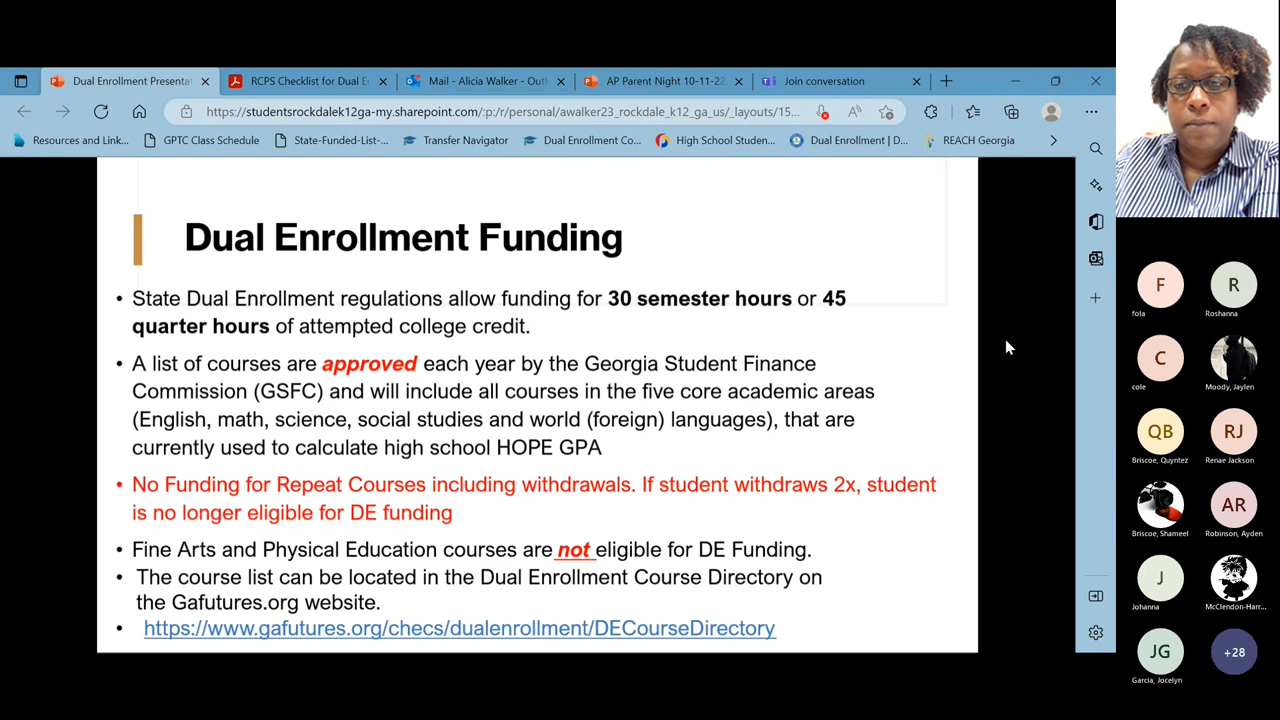 Dual Enrollment Presentat
RCPS Checklist for Dual E
Mail - Alicia Walker - Outl
AP Parent Night 10-11-22
Join conversation
https://studentsrockdalek12ga-my.sharepoint.com/:p:/r/personal/awalker23_rockdale_k12_ga_us/_layouts/15...
Resources and Link...
GPTC Class Schedule
State-Funded-List-...
Transfer Navigator
Dual Enrollment Co...
High School Studen...
Dual Enrollment | D...
REACH Georgia
Dual Enrollment Funding
• State Dual Enrollment regulations allow funding for 30 semester hours or 45
quarter hours of attempted college credit.
• A list of courses are approved each year by the Georgia Student Finance
Commission (GSFC) and will include all courses in the five core academic areas
(English, math, science, social studies and world (foreign) languages), that are
currently used to calculate high school HOPE GPA
• No Funding for Repeat Courses including withdrawals. If student withdraws 2x, student
is no longer eligible for DE funding
• Fine Arts and Physical Education courses are not eligible for DE Funding.
• The course list can be located in the Dual Enrollment Course Directory on
the Gafutures.org website.
• https://www.gafutures.org/checs/dualenrollment/DECourseDirectory
F
fola
R
Roshanna
C
cole
Moody, Jaylen
QB
Briscoe, Quyntez
RJ
Renae Jackson
Briscoe, Shameel
AR
Robinson, Ayden
J
Johanna
McClendon-Harr...
JG
Garcia, Jocelyn
+28